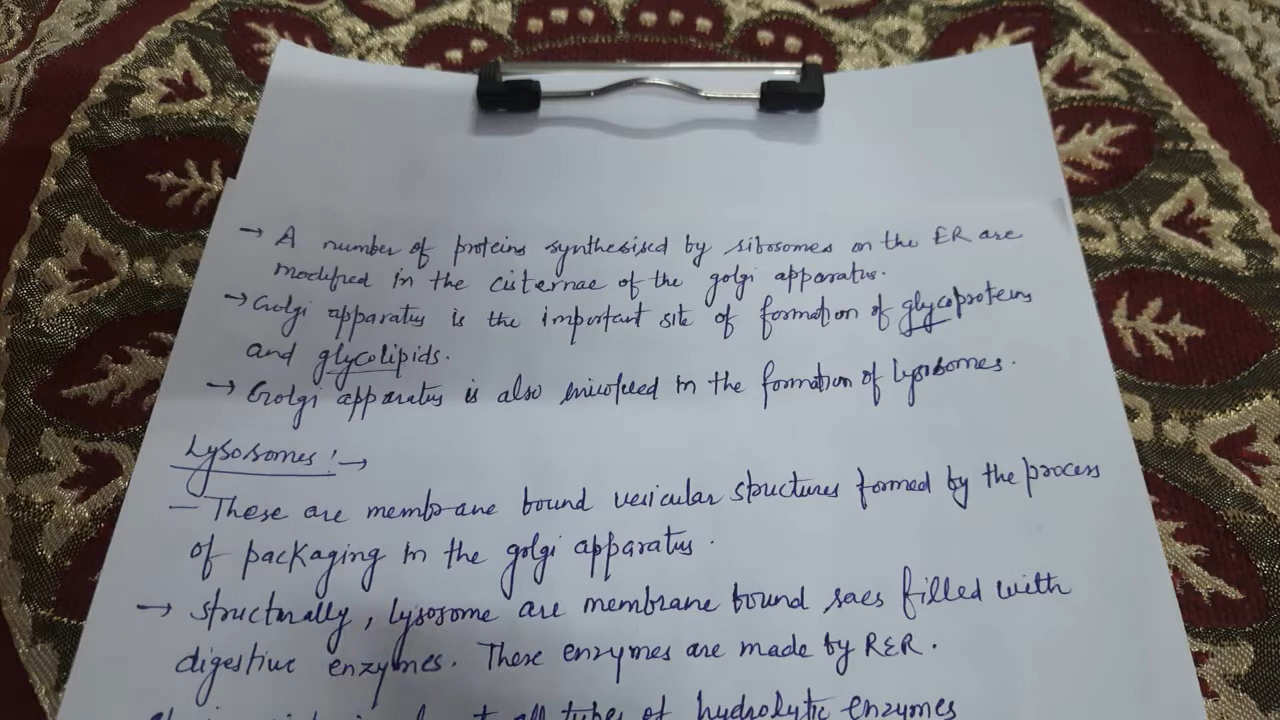 → A number of proteins synthesised by ribosomes on the ER are
modified in the cisternae of the golgi apparatus.
→ Golgi apparatus is the important site of formation of glycoproteins
and glycolipids.
→ Golgi apparatus is also involved in the formation of lysosomes.
Lysosomes :→
— These are membrane bound vesicular structures formed by the process
of packaging in the golgi apparatus.
→ structurally, lysosome are membrane bound sacs filled with
digestive enzymes. These enzymes are made by RER.
all types of hydrolytic enzymes